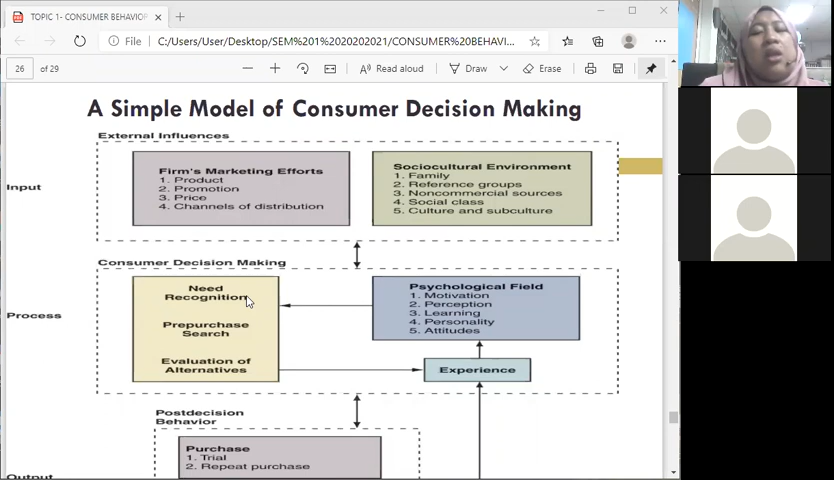 TOPIC 1- CONSUMER BEHAVIOR
File
C:/Users/User/Desktop/SEM%201%2020202021/CONSUMER%20BEHAVI...
26 of 29
Read aloud
Draw
Erase
A Simple Model of Consumer Decision Making
External Influences
Input
Firm's Marketing Efforts
1. Product
2. Promotion
3. Price
4. Channels of distribution
Sociocultural Environment
1. Family
2. Reference groups
3. Noncommercial sources
4. Social class
5. Culture and subculture
Consumer Decision Making
Process
Need
Recognition
Prepurchase
Search
Evaluation of
Alternatives
Psychological Field
1. Motivation
2. Perception
3. Learning
4. Personality
5. Attitudes
Experience
Postdecision
Behavior
Output
Purchase
1. Trial
2. Repeat purchase